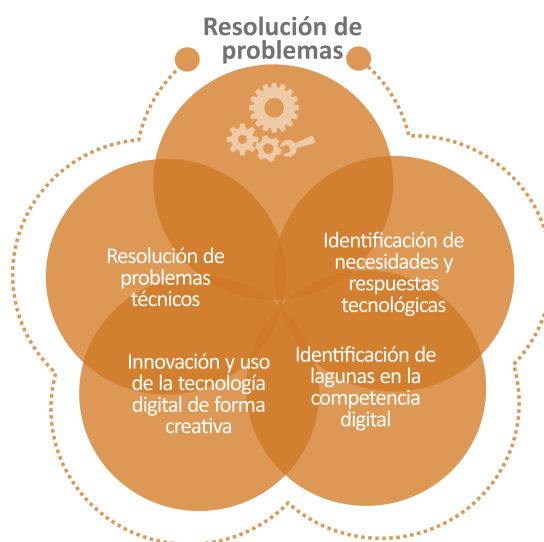 Resolución de
problemas
Resolución de
problemas
técnicos
Identificación de
necesidades y
respuestas
tecnológicas
Innovación y uso
de la tecnología
digital de forma
creativa
Identificación de
lagunas en la
competencia
digital